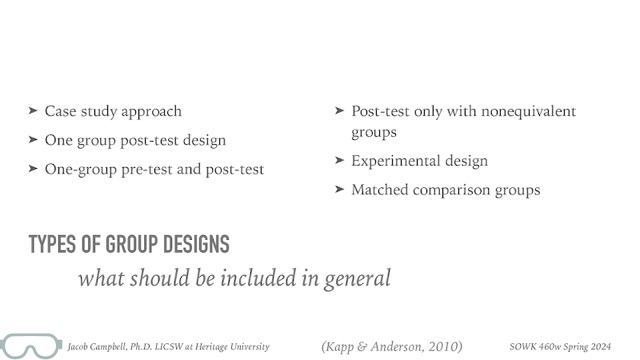 ➤ Case study approach
➤ One group post-test design
➤ One-group pre-test and post-test
➤ Post-test only with nonequivalent
groups
➤ Experimental design
➤ Matched comparison groups
TYPES OF GROUP DESIGNS
what should be included in general
Jacob Campbell, Ph.D. LICSW at Heritage University
(Kapp & Anderson, 2010)
SOWK 460w Spring 2024